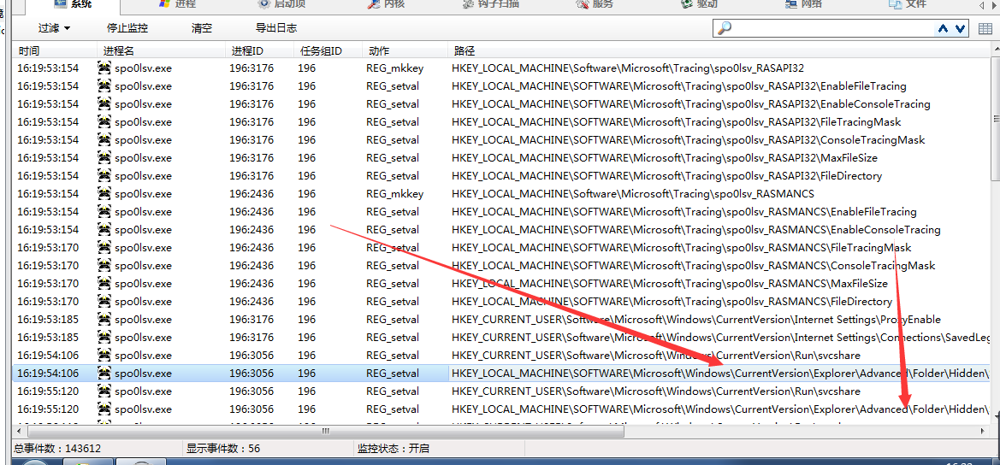 系统 进程 启动项 内核 钩子扫描 服务 驱动 网络 文件
过滤 停止监控 清空 导出日志
时间 进程名 进程ID 任务组ID 动作 路径
16:19:53:154 spo0lsv.exe 196:3176 196 REG_mkkey HKEY_LOCAL_MACHINE\Software\Microsoft\Tracing\spo0lsv_RASAPI32
16:19:53:154 spo0lsv.exe 196:3176 196 REG_setval HKEY_LOCAL_MACHINE\SOFTWARE\Microsoft\Tracing\spo0lsv_RASAPI32\EnableFileTracing
16:19:53:154 spo0lsv.exe 196:3176 196 REG_setval HKEY_LOCAL_MACHINE\SOFTWARE\Microsoft\Tracing\spo0lsv_RASAPI32\EnableConsoleTracing
16:19:53:154 spo0lsv.exe 196:3176 196 REG_setval HKEY_LOCAL_MACHINE\SOFTWARE\Microsoft\Tracing\spo0lsv_RASAPI32\FileTracingMask
16:19:53:154 spo0lsv.exe 196:3176 196 REG_setval HKEY_LOCAL_MACHINE\SOFTWARE\Microsoft\Tracing\spo0lsv_RASAPI32\ConsoleTracingMask
16:19:53:154 spo0lsv.exe 196:3176 196 REG_setval HKEY_LOCAL_MACHINE\SOFTWARE\Microsoft\Tracing\spo0lsv_RASAPI32\MaxFileSize
16:19:53:154 spo0lsv.exe 196:3176 196 REG_setval HKEY_LOCAL_MACHINE\SOFTWARE\Microsoft\Tracing\spo0lsv_RASAPI32\FileDirectory
16:19:53:154 spo0lsv.exe 196:2436 196 REG_mkkey HKEY_LOCAL_MACHINE\Software\Microsoft\Tracing\spo0lsv_RASMANCS
16:19:53:154 spo0lsv.exe 196:2436 196 REG_setval HKEY_LOCAL_MACHINE\SOFTWARE\Microsoft\Tracing\spo0lsv_RASMANCS\EnableFileTracing
16:19:53:154 spo0lsv.exe 196:2436 196 REG_setval HKEY_LOCAL_MACHINE\SOFTWARE\Microsoft\Tracing\spo0lsv_RASMANCS\EnableConsoleTracing
16:19:53:170 spo0lsv.exe 196:2436 196 REG_setval HKEY_LOCAL_MACHINE\SOFTWARE\Microsoft\Tracing\spo0lsv_RASMANCS\FileTracingMask
16:19:53:170 spo0lsv.exe 196:2436 196 REG_setval HKEY_LOCAL_MACHINE\SOFTWARE\Microsoft\Tracing\spo0lsv_RASMANCS\ConsoleTracingMask
16:19:53:170 spo0lsv.exe 196:2436 196 REG_setval HKEY_LOCAL_MACHINE\SOFTWARE\Microsoft\Tracing\spo0lsv_RASMANCS\MaxFileSize
16:19:53:170 spo0lsv.exe 196:2436 196 REG_setval HKEY_LOCAL_MACHINE\SOFTWARE\Microsoft\Tracing\spo0lsv_RASMANCS\FileDirectory
16:19:53:185 spo0lsv.exe 196:3176 196 REG_setval HKEY_CURRENT_USER\Software\Microsoft\Windows\CurrentVersion\Internet Settings\ProxyEnable
16:19:53:185 spo0lsv.exe 196:3176 196 REG_setval HKEY_CURRENT_USER\Software\Microsoft\Windows\CurrentVersion\Internet Settings\Connections\SavedLeg
16:19:54:106 spo0lsv.exe 196:3056 196 REG_setval HKEY_CURRENT_USER\Software\Microsoft\Windows\CurrentVersion\Run\svcshare
16:19:54:106 spo0lsv.exe 196:3056 196 REG_setval HKEY_LOCAL_MACHINE\SOFTWARE\Microsoft\Windows\CurrentVersion\Explorer\Advanced\Folder\Hidden\
16:19:55:120 spo0lsv.exe 196:3056 196 REG_setval HKEY_CURRENT_USER\Software\Microsoft\Windows\CurrentVersion\Run\svcshare
16:19:55:120 spo0lsv.exe 196:3056 196 REG_setval HKEY_LOCAL_MACHINE\SOFTWARE\Microsoft\Windows\CurrentVersion\Explorer\Advanced\Folder\Hidden\
总事件数：143612 显示事件数：56 监控状态：开启